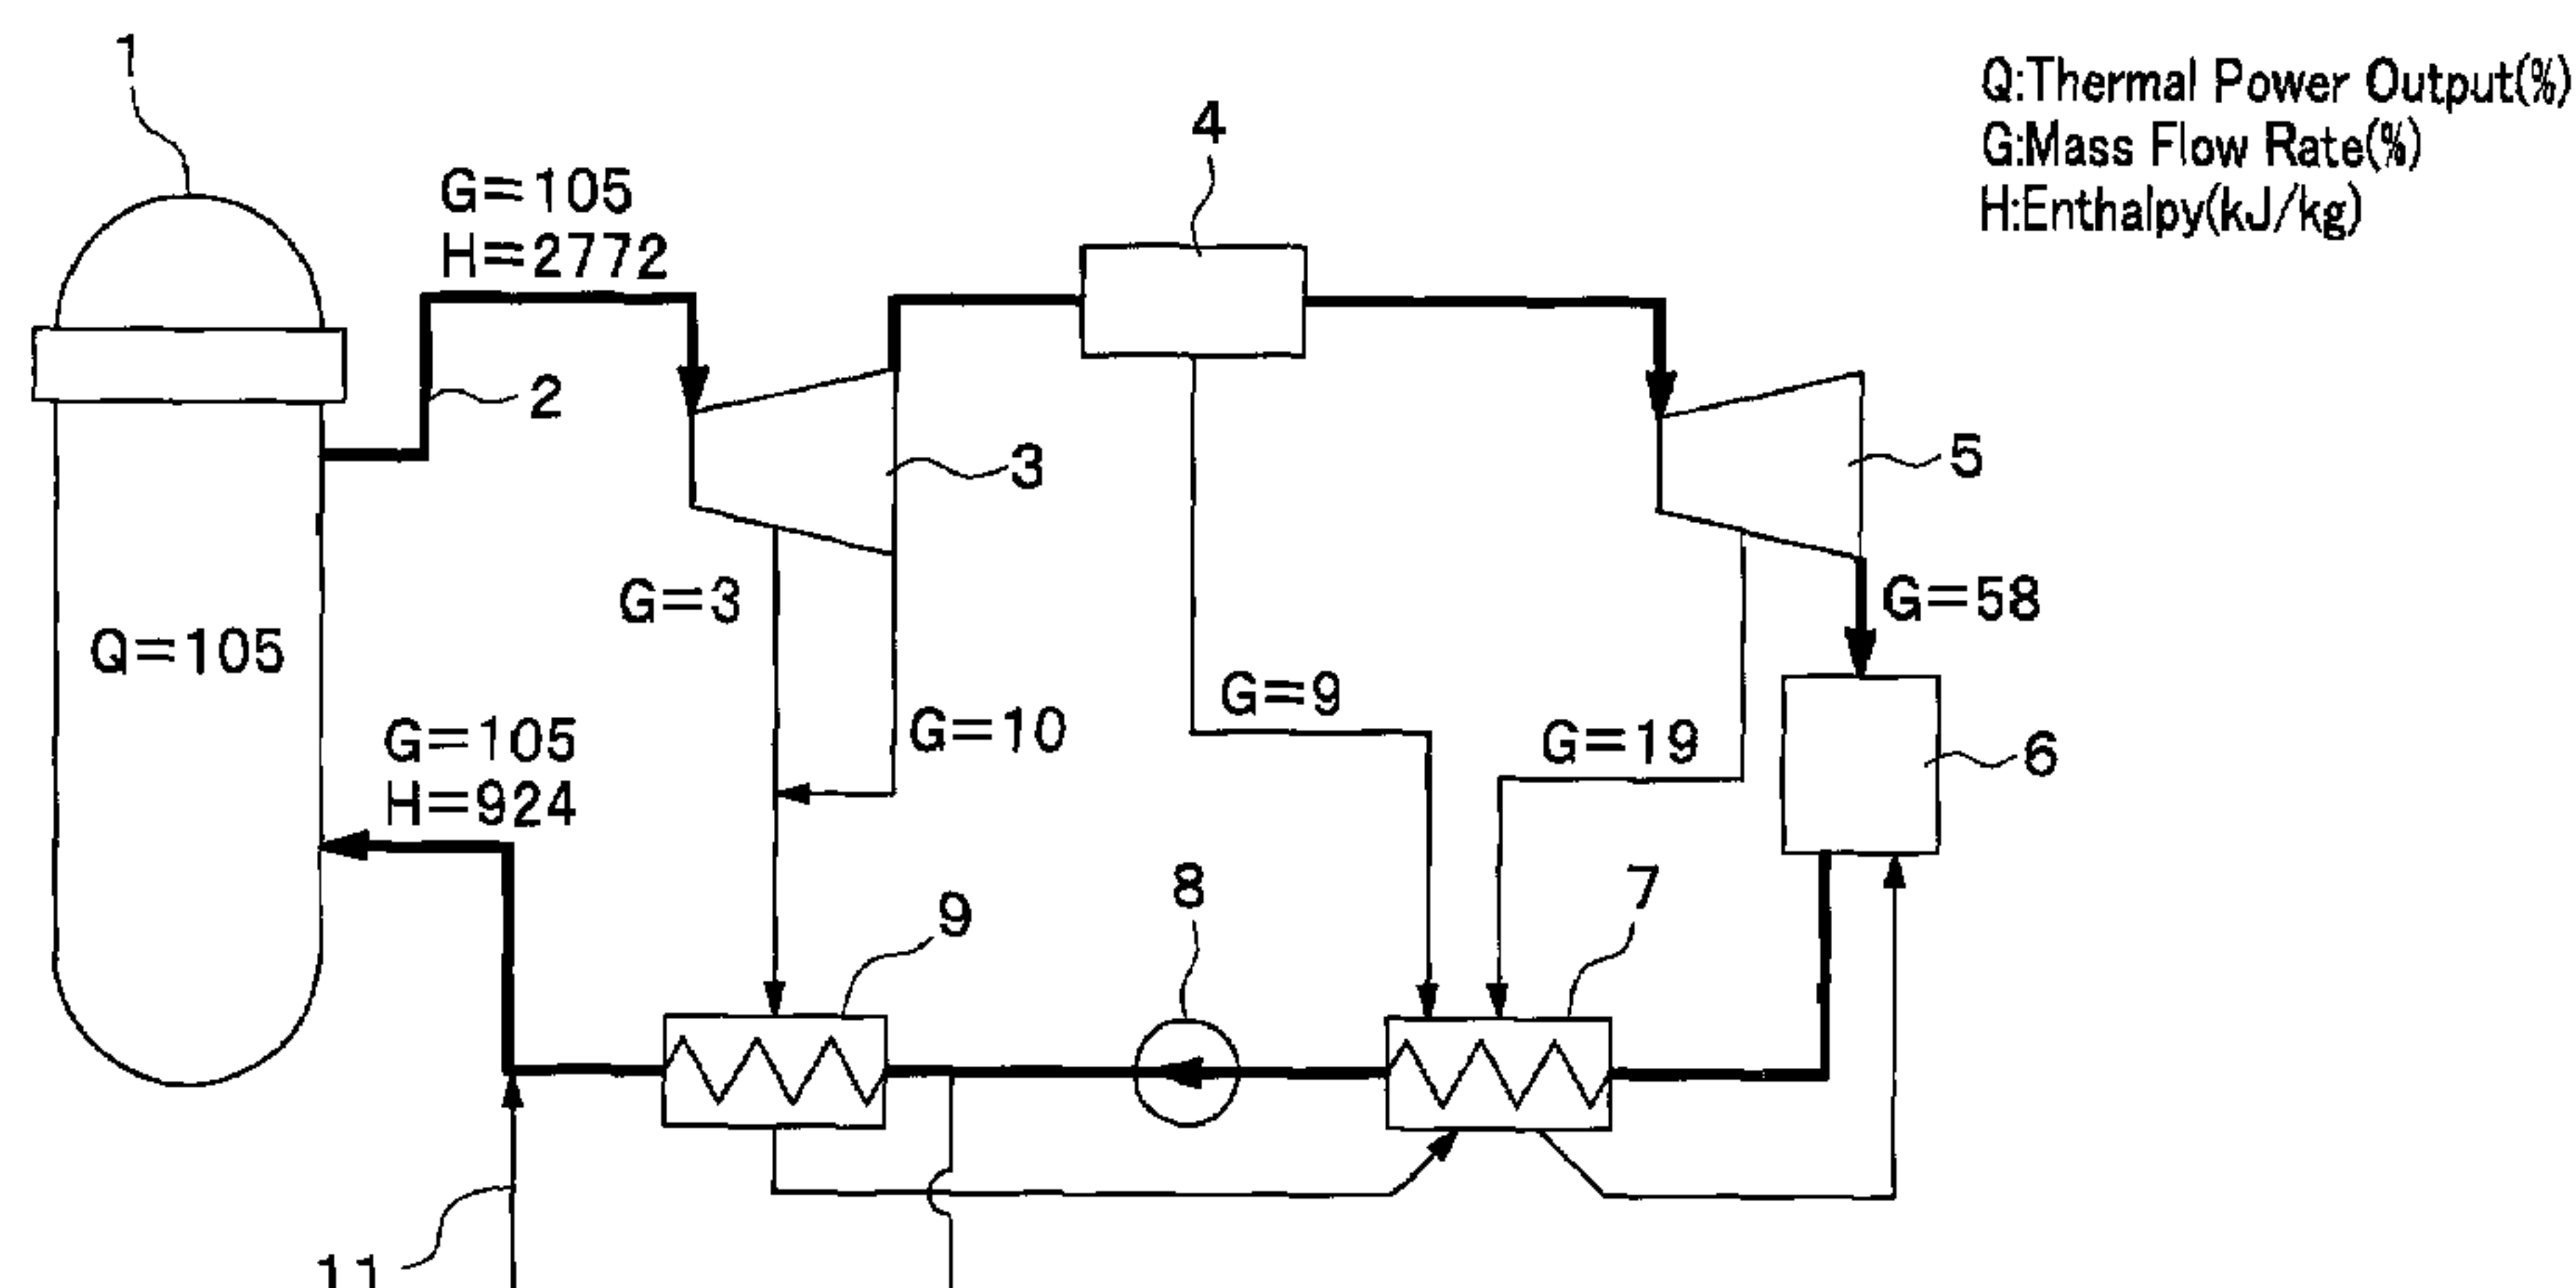 1
Q:Thermal Power Output(%)
G:Mass Flow Rate(%)
H:Enthalpy(kJ/kg)
4
G=105
H=2772
2
3
5
G=3
G=58
Q=105
G=10
G=9
G=19
6
G=105
H=924
9
8
7
11